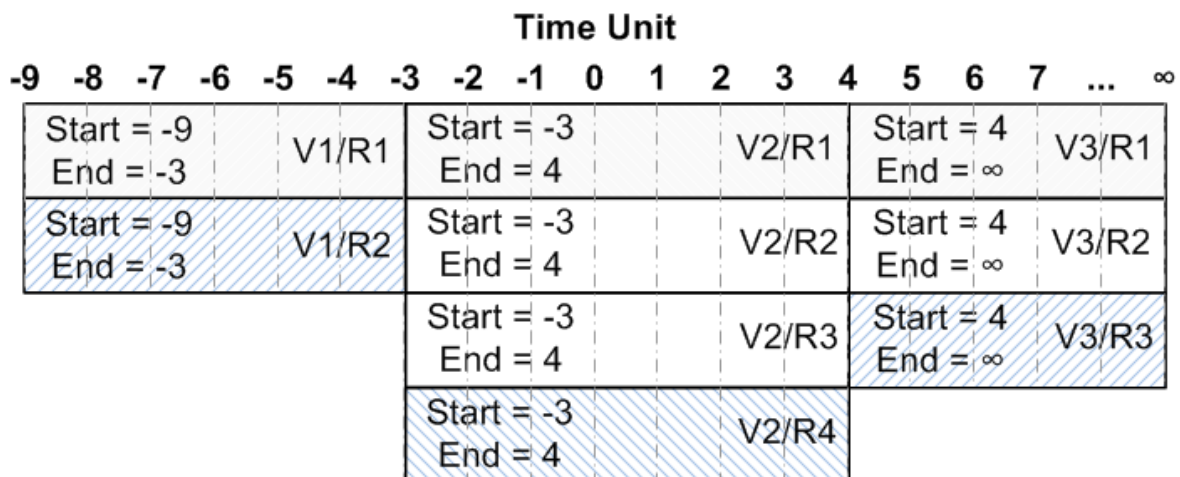 Time Unit
-9 -8 -7 -6 -5 -4 -3 -2 -1 0 1 2 3 4 5 6 7 ... ∞
Start = -9
End = -3
V1/R1
Start = -3
End = 4
V2/R1
Start = 4
End = ∞
V3/R1
Start = -9
End = -3
V1/R2
Start = -3
End = 4
V2/R2
Start = 4
End = ∞
V3/R2
Start = -3
End = 4
V2/R3
Start = 4
End = ∞
V3/R3
Start = -3
End = 4
V2/R4